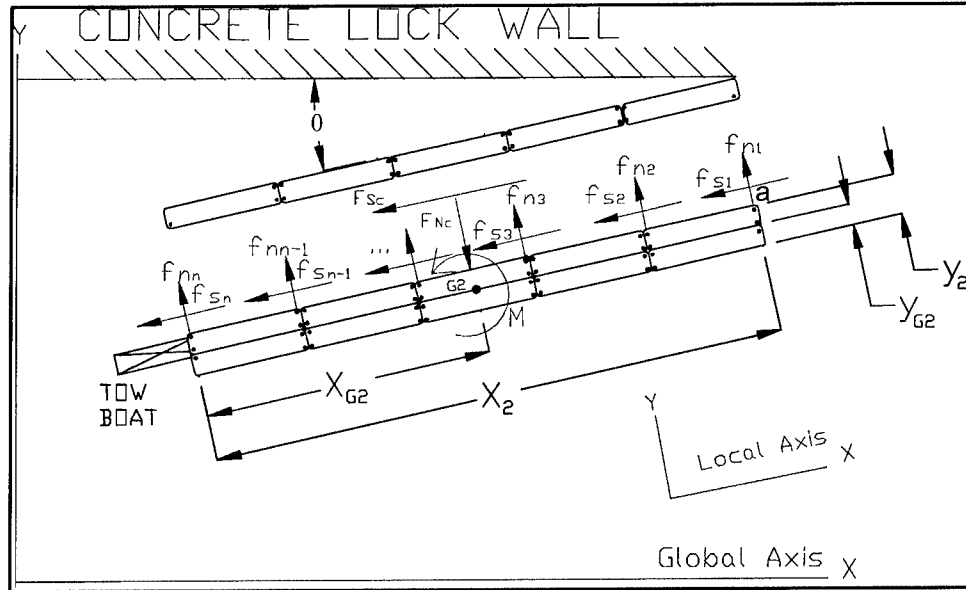 Y CONCRETE LOCK WALL
θ
fn1
fn2
a
fs1
FSc
fn3
fs2
FNc
fs3
...
fnn-1
fnn
fsn-1
fsn
G2
M
y2
yG2
XG2
X2
TOW
BOAT
Y
Local Axis X
Global Axis X